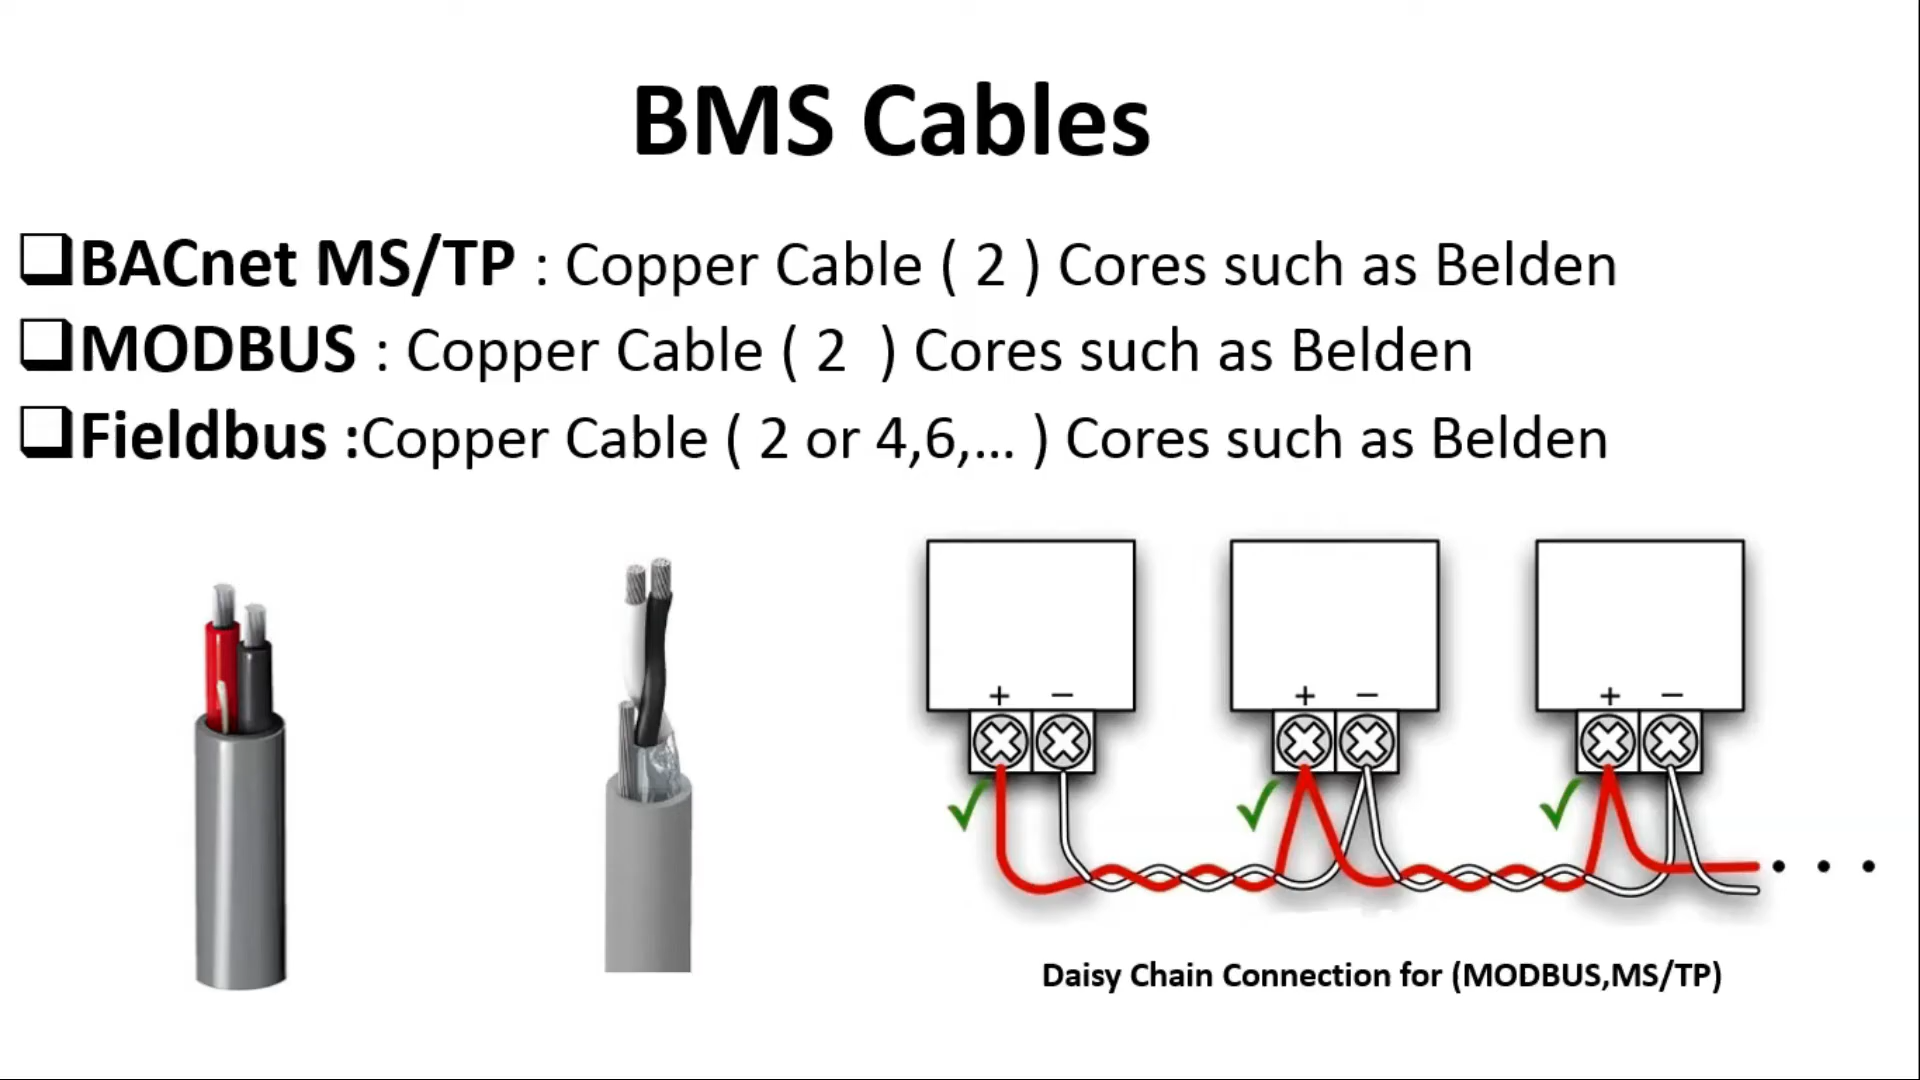 BMS Cables
BACnet MS/TP : Copper Cable ( 2 ) Cores such as Belden
MODBUS : Copper Cable ( 2  ) Cores such as Belden
Fieldbus :Copper Cable ( 2 or 4,6,... ) Cores such as Belden
+ − + − + −
Daisy Chain Connection for (MODBUS,MS/TP)